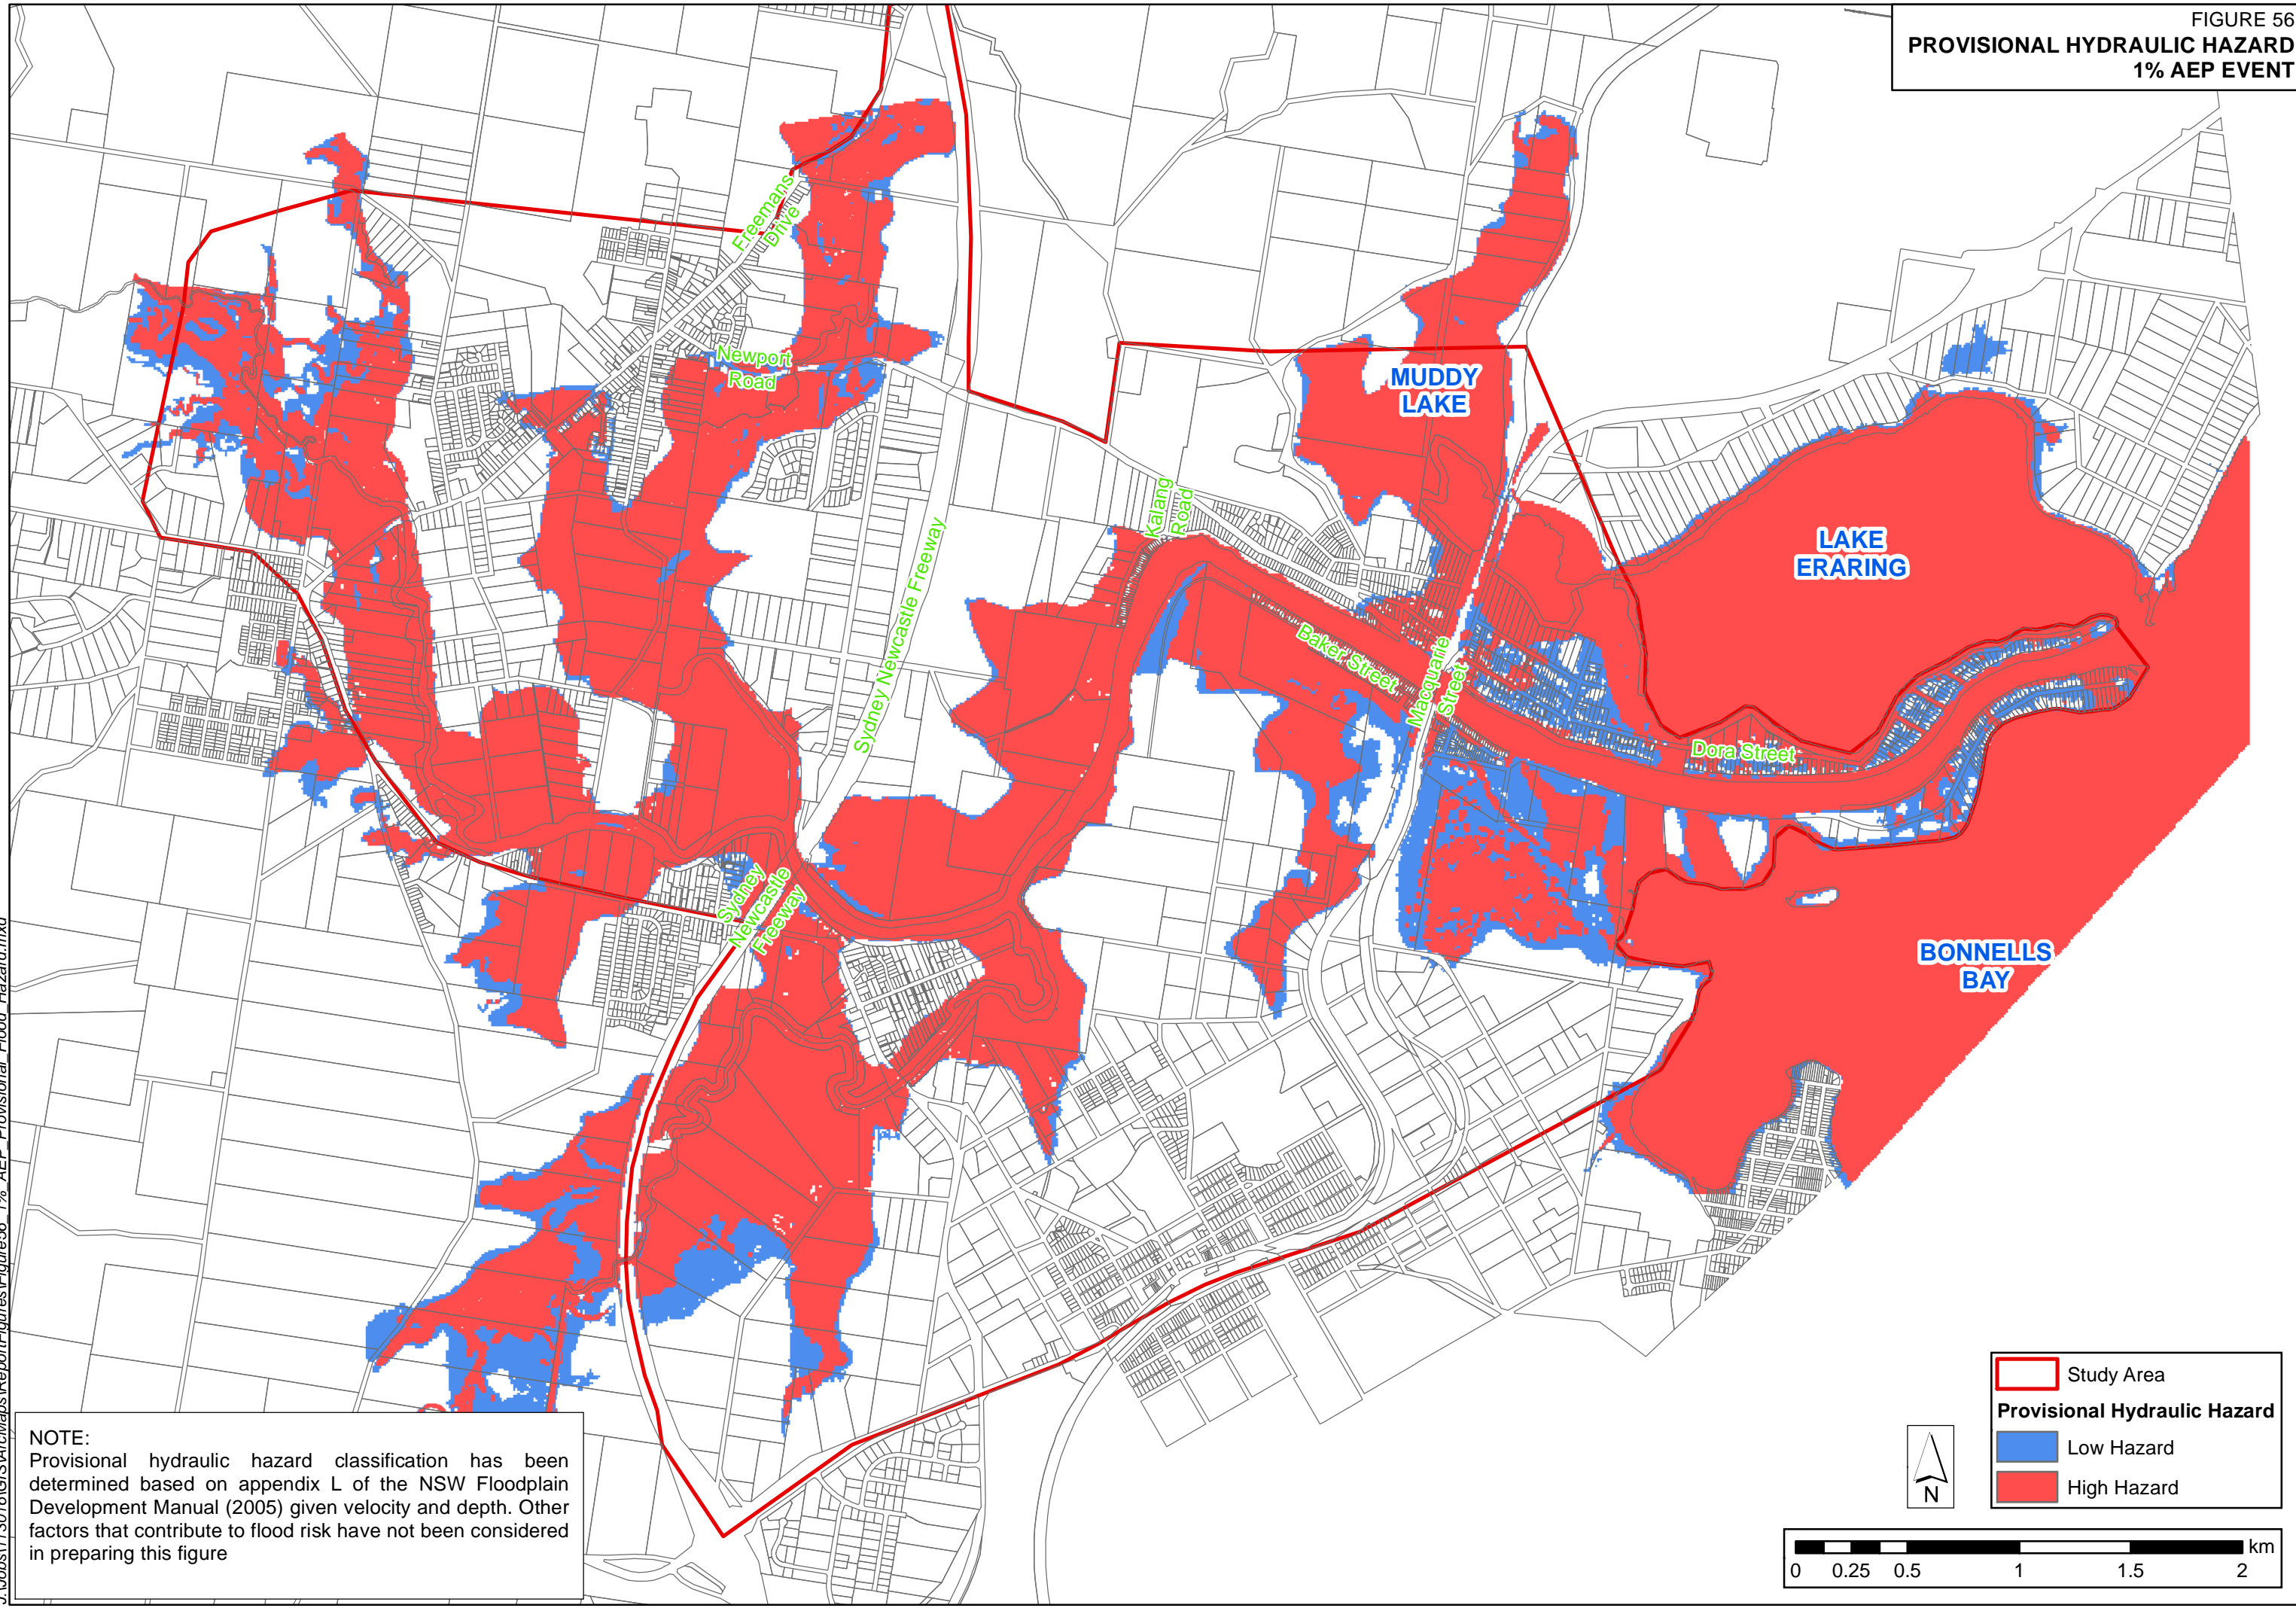 FIGURE 56
PROVISIONAL HYDRAULIC HAZARD
1% AEP EVENT
Freemans
Drive
Newport
Road
MUDDY
LAKE
Kalang
Road
LAKE
ERARING
Sydney Newcastle Freeway
Baker Street
Macquarie
Street
Dora Street
Sydney
Newcastle
Freeway
BONNELLS
BAY
Study Area
Provisional Hydraulic Hazard
Low Hazard
High Hazard
N
km
0 0.25 0.5 1 1.5 2
NOTE:
Provisional hydraulic hazard classification has been
determined based on appendix L of the NSW Floodplain
Development Manual (2005) given velocity and depth. Other
factors that contribute to flood risk have not been considered
in preparing this figure